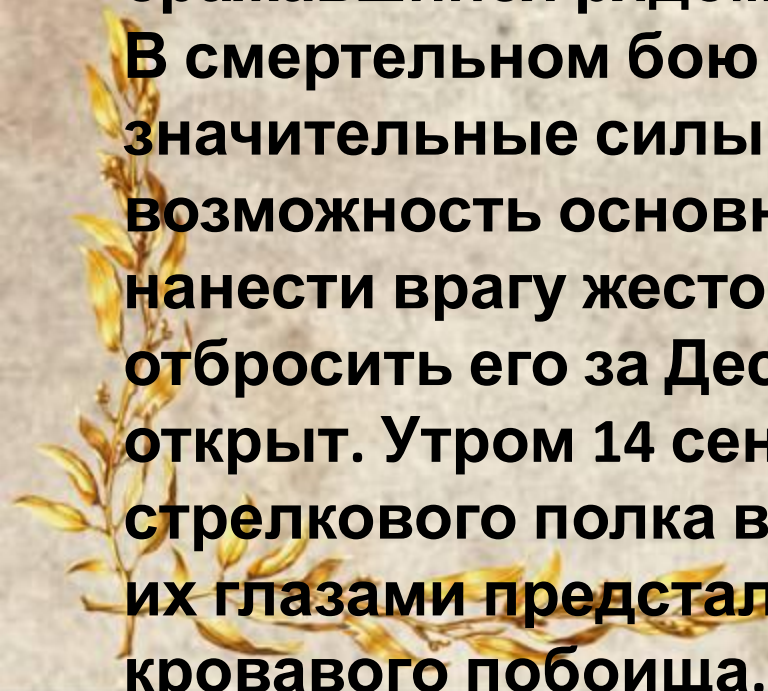 В смертельном бою
значительные силы
возможность основн
нанести врагу жесто
отбросить его за Дес
открыт. Утром 14 сен
стрелкового полка в
их глазами предстал
кровавого побоища.